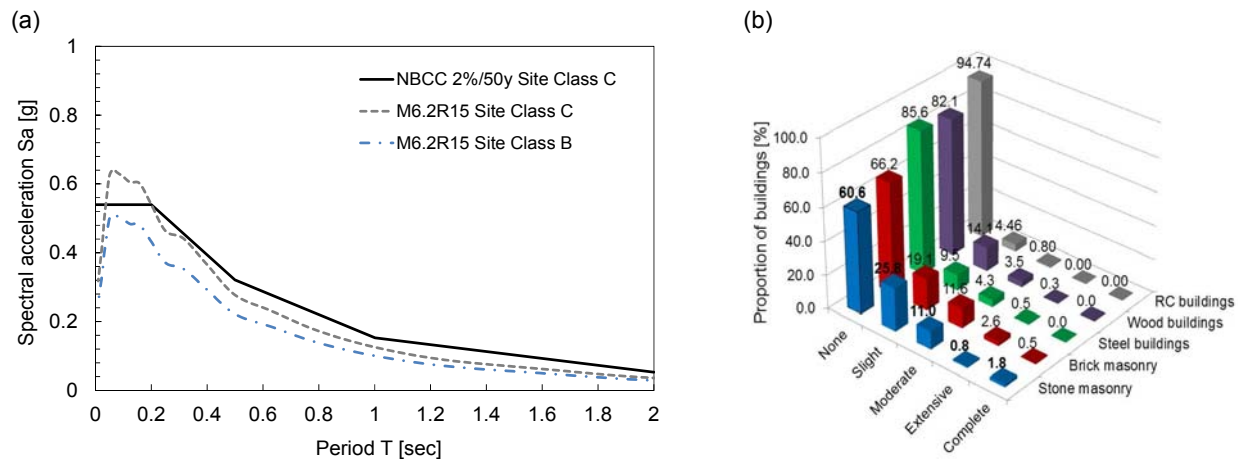 (a)
1
0.8
0.6
0.4
0.2
0
Spectral acceleration Sa [g]
0 0.2 0.4 0.6 0.8 1 1.2 1.4 1.6 1.8 2
Period T [sec]
NBCC 2%/50y Site Class C
M6.2R15 Site Class C
M6.2R15 Site Class B
(b)
Proportion of buildings [%]
100.0
80.0
60.0
40.0
20.0
0.0
94.74 4.46 0.80 0.00 0.00
82.1 14.1 3.5 0.3 0.0
85.6 9.5 4.3 0.5 0.0
66.2 19.1 11.6 2.6 0.5
60.6 25.8 11.0 0.8 1.8
None
Slight
Moderate
Extensive
Complete
RC buildings
Wood buildings
Steel buildings
Brick masonry
Stone masonry